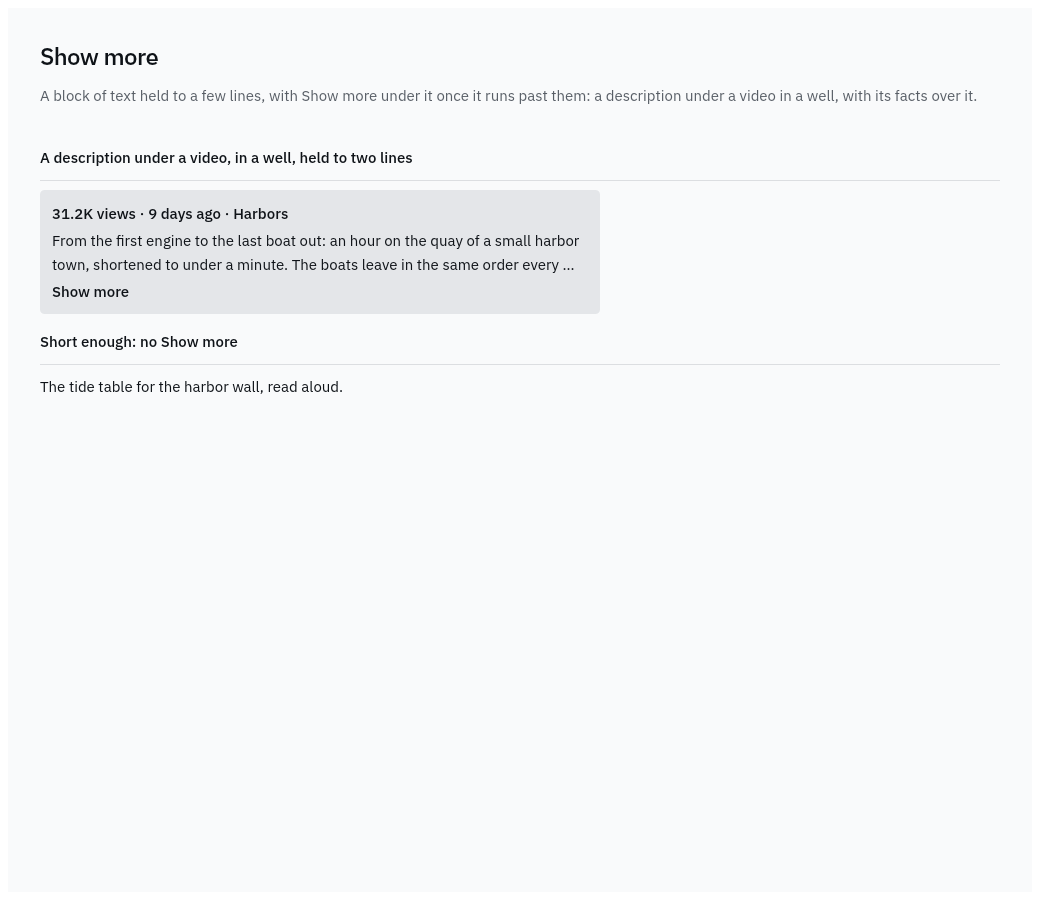 Show more
A block of text held to a few lines, with Show more under it once it runs past them: a description under a video in a well, with its facts over it.
A description under a video, in a well, held to two lines
31.2K views · 9 days ago · Harbors
From the first engine to the last boat out: an hour on the quay of a small harbor
town, shortened to under a minute. The boats leave in the same order every ...
Show more
Short enough: no Show more
The tide table for the harbor wall, read aloud.